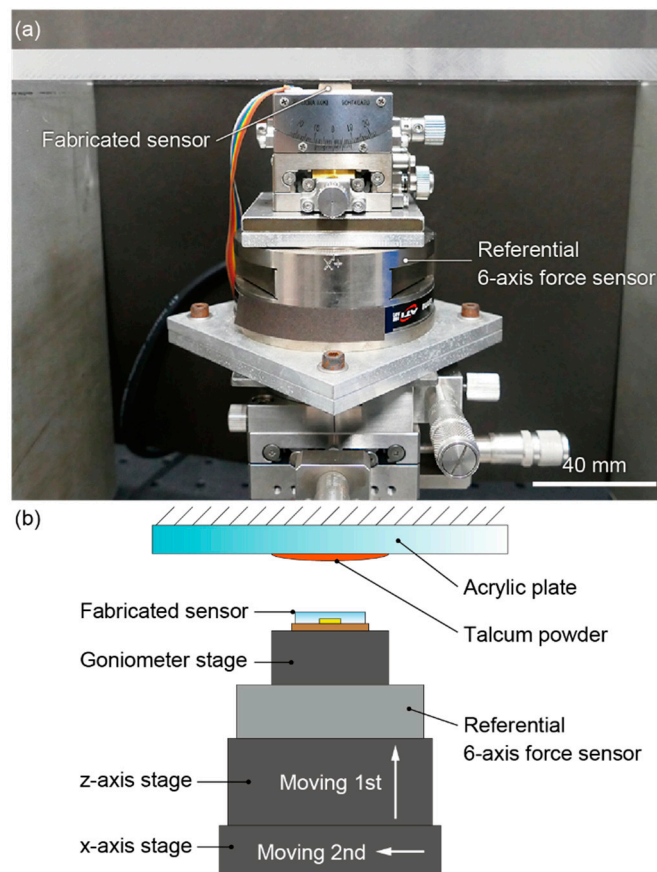 (a)
Fabricated sensor
Referential
6-axis force sensor
X+
ATI
40 mm
(b)
Acrylic plate
Talcum powder
Fabricated sensor
Goniometer stage
Referential
6-axis force sensor
z-axis stage
Moving 1st
x-axis stage
Moving 2nd